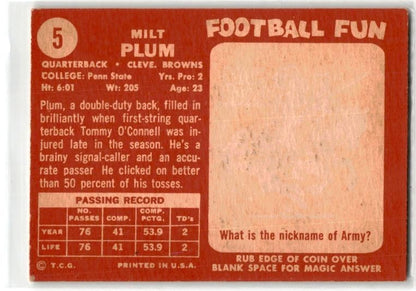 5
MILT
PLUM
QUARTERBACK • CLEVE. BROWNS
COLLEGE: Penn State Yrs. Pro: 2
Ht: 6:01 Wt: 205 Age: 23
Plum, a double-duty back, filled in
brilliantly when first-string quar-
terback Tommy O'Connell was in-
jured late in the season. He's a
brainy signal-caller and an accu-
rate passer He clicked on better
than 50 percent of his tosses.
PASSING RECORD
NO. PASSES COMP. COMP. PCTG. TD's
YEAR 76 41 53.9 2
LIFE 76 41 53.9 2
© T.C.G. PRINTED IN U.S.A.
FOOTBALL FUN
What is the nickname of Army?
RUB EDGE OF COIN OVER
BLANK SPACE FOR MAGIC ANSWER